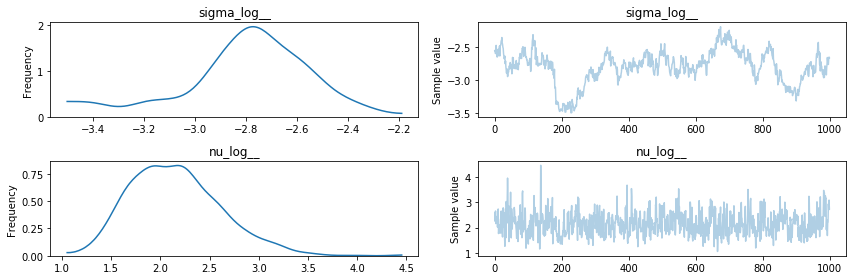 sigma_log__
Frequency
2
1
0
−3.4 −3.2 −3.0 −2.8 −2.6 −2.4 −2.2
sigma_log__
Sample value
−2.5
−3.0
−3.5
0 200 400 600 800 1000
nu_log__
Frequency
0.75
0.50
0.25
0.00
1.0 1.5 2.0 2.5 3.0 3.5 4.0 4.5
nu_log__
Sample value
4
3
2
1
0 200 400 600 800 1000